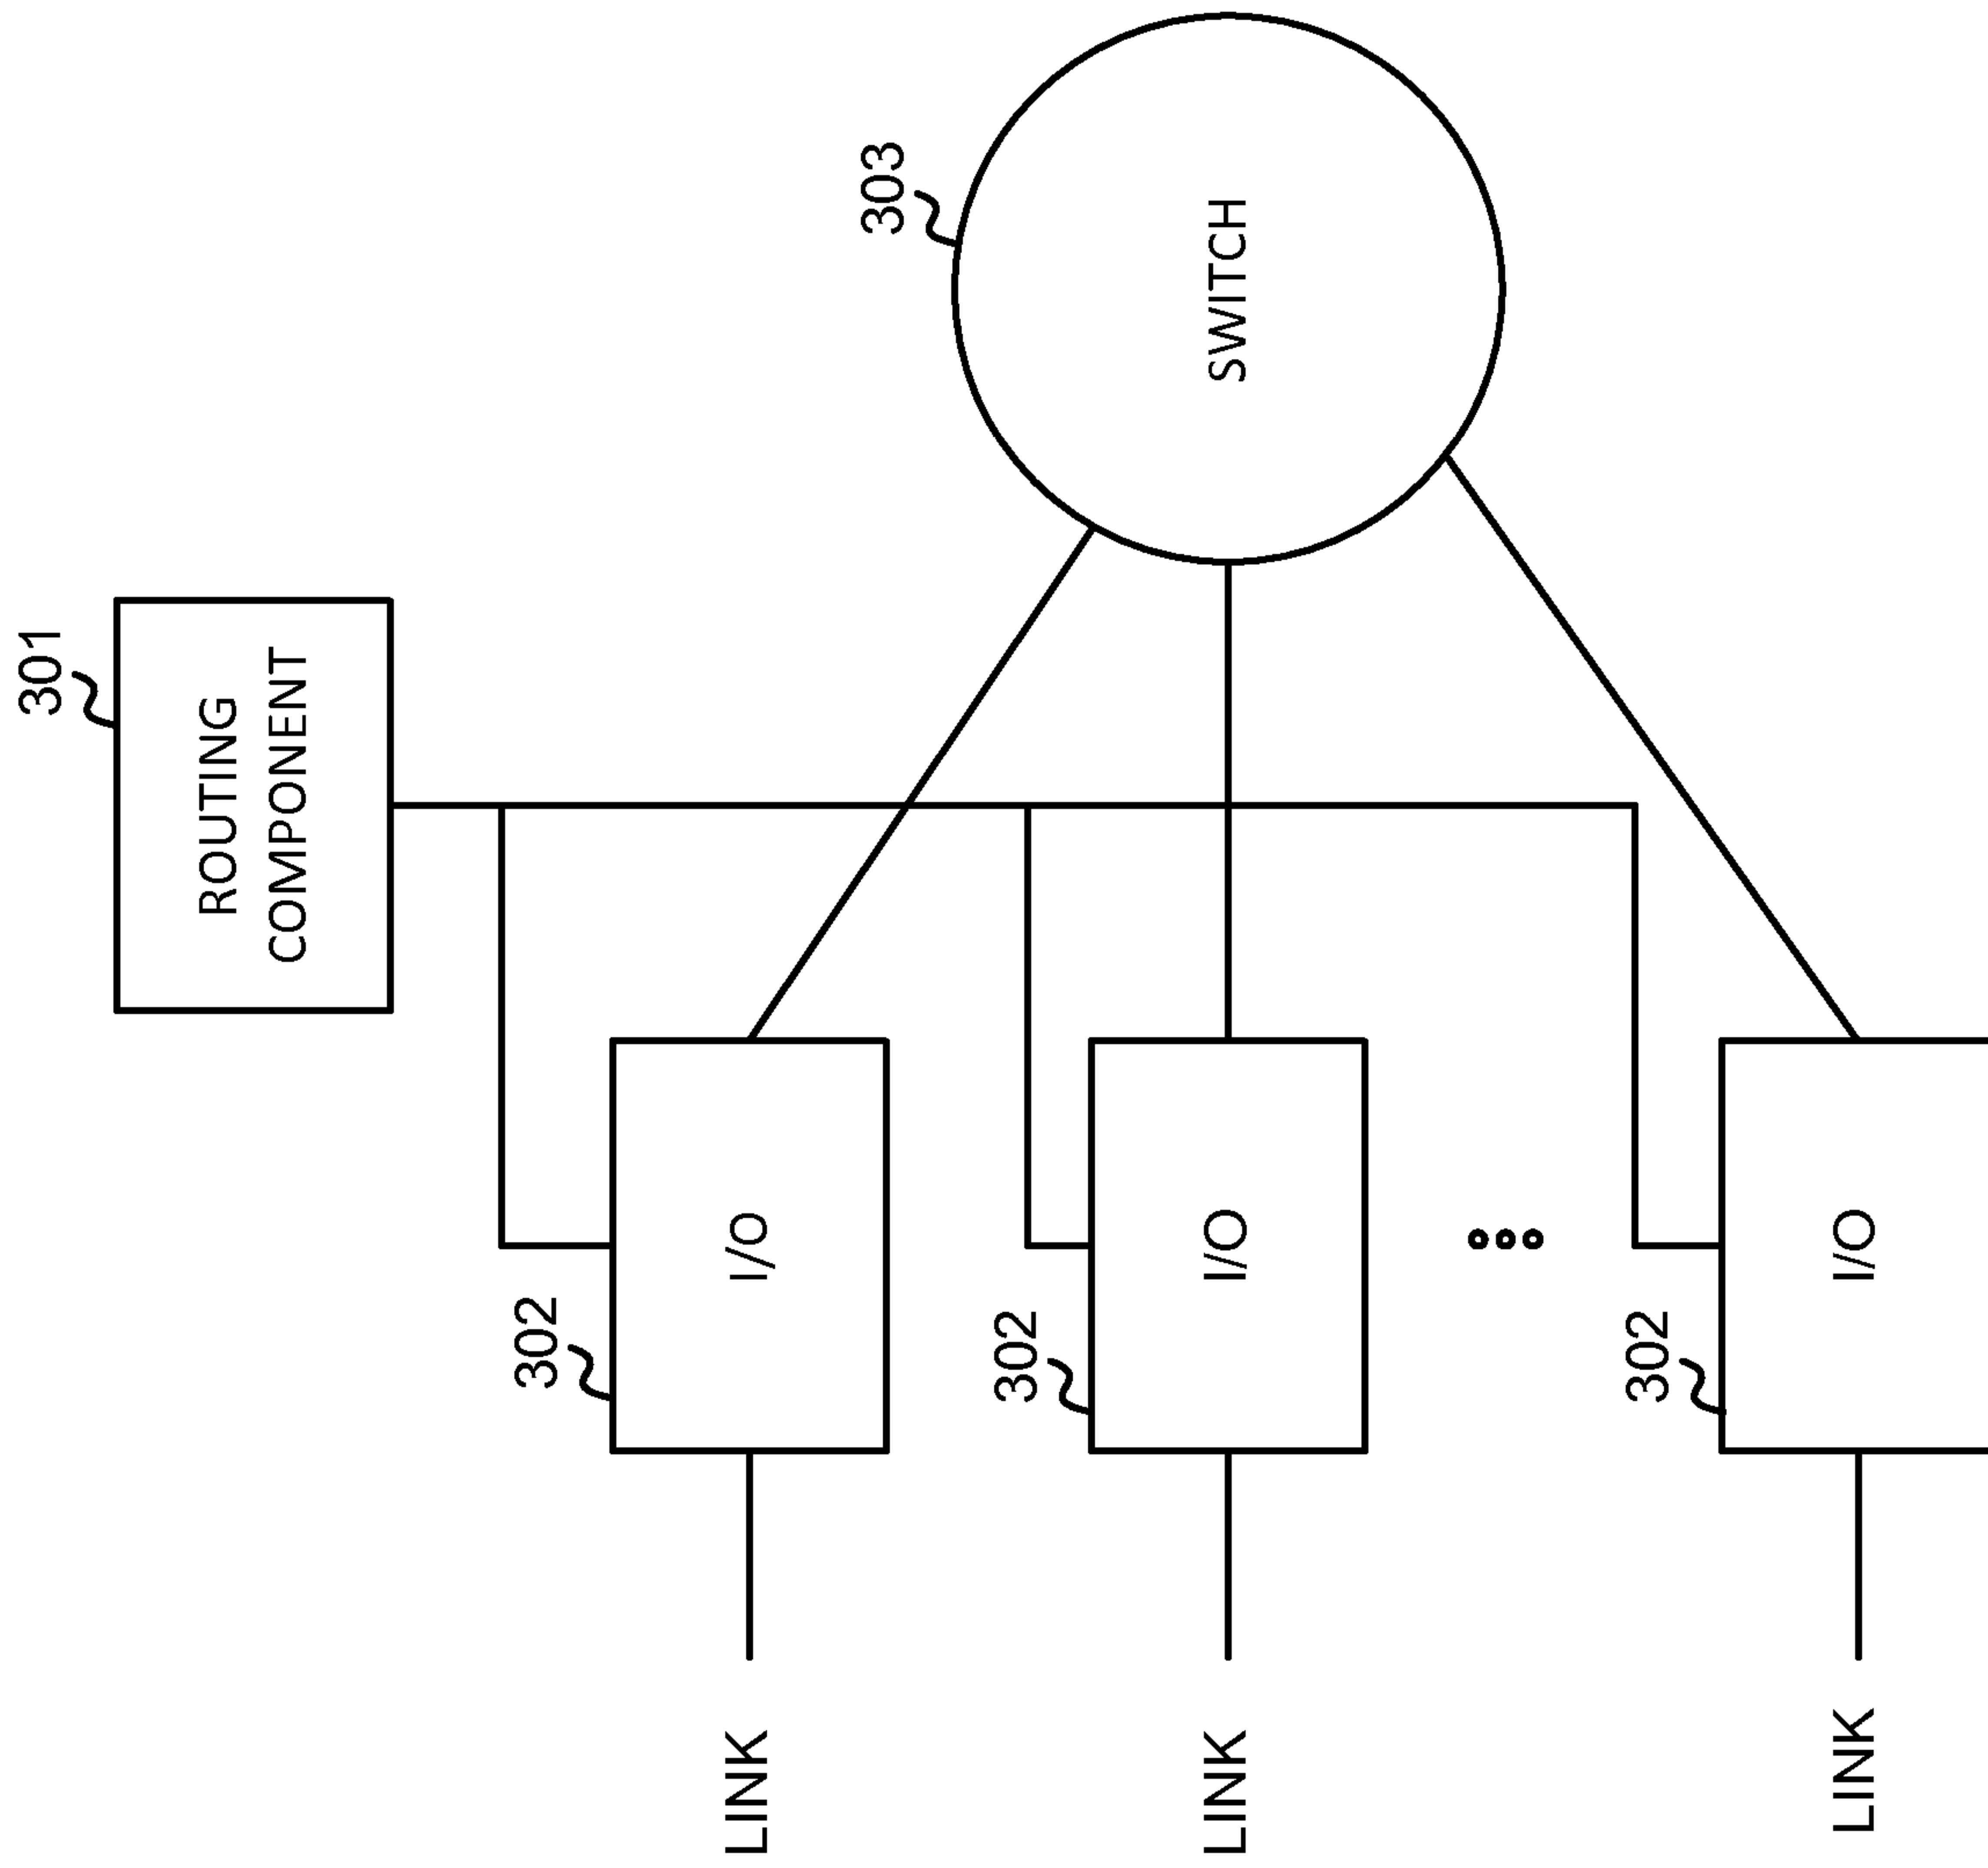 301
ROUTING
COMPONENT
303
SWITCH
302
I/O
LINK
302
I/O
LINK
302
I/O
LINK